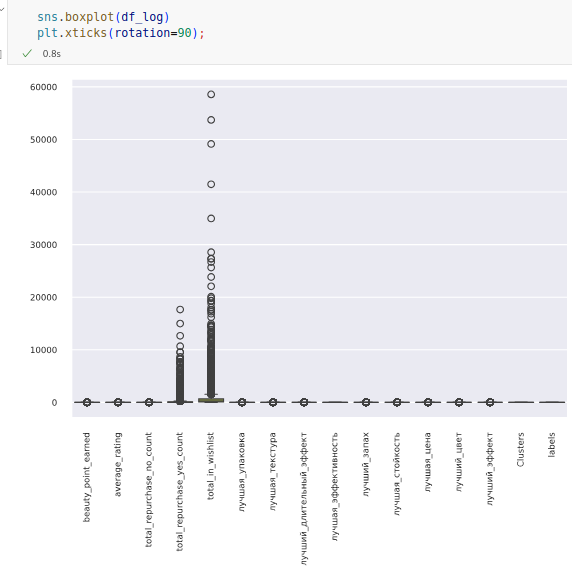 sns.boxplot(df_log)
plt.xticks(rotation=90);
0.8s
60000
50000
40000
30000
20000
10000
0
beauty_point_earned
average_rating
total_repurchase_no_count
total_repurchase_yes_count
total_in_wishlist
лучшая_упаковка
лучшая_текстура
лучший_длительный_эффект
лучшая_эффективность
лучший_запах
лучшая_стойкость
лучшая_цена
лучший_цвет
лучший_эффект
Clusters
labels